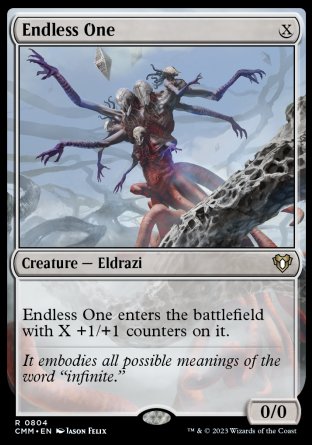 Endless One X
Creature — Eldrazi
Endless One enters the battlefield
with X +1/+1 counters on it.
It embodies all possible meanings of the
word “infinite.”
0/0
R 0804
CMM • EN Jason Felix
™ & © 2023 Wizards of the Coast